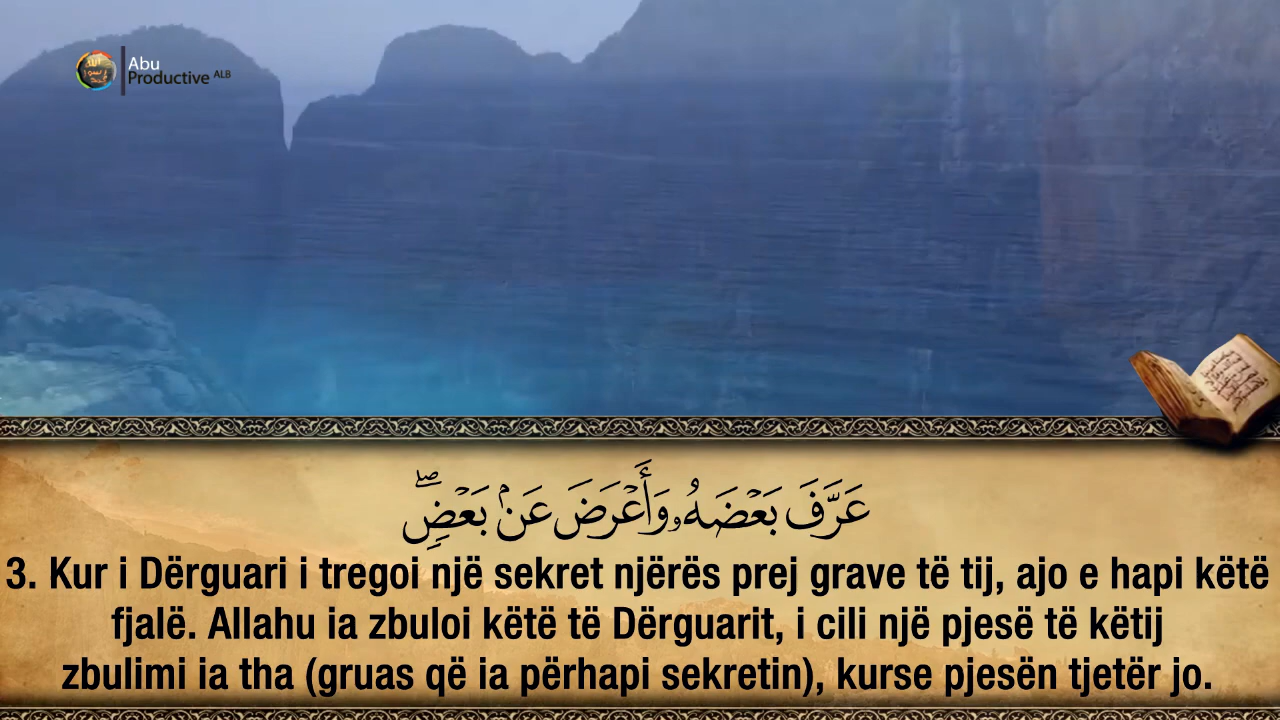 Abu
Productive ALB
عَرَّفَ بَعْضَهُۥ وَأَعْرَضَ عَنۢ بَعْضٍۖ
3. Kur i Dërguari i tregoi një sekret njërës prej grave të tij, ajo e hapi këtë
fjalë. Allahu ia zbuloi këtë të Dërguarit, i cili një pjesë të këtij
zbulimi ia tha (gruas që ia përhapi sekretin), kurse pjesën tjetër jo.